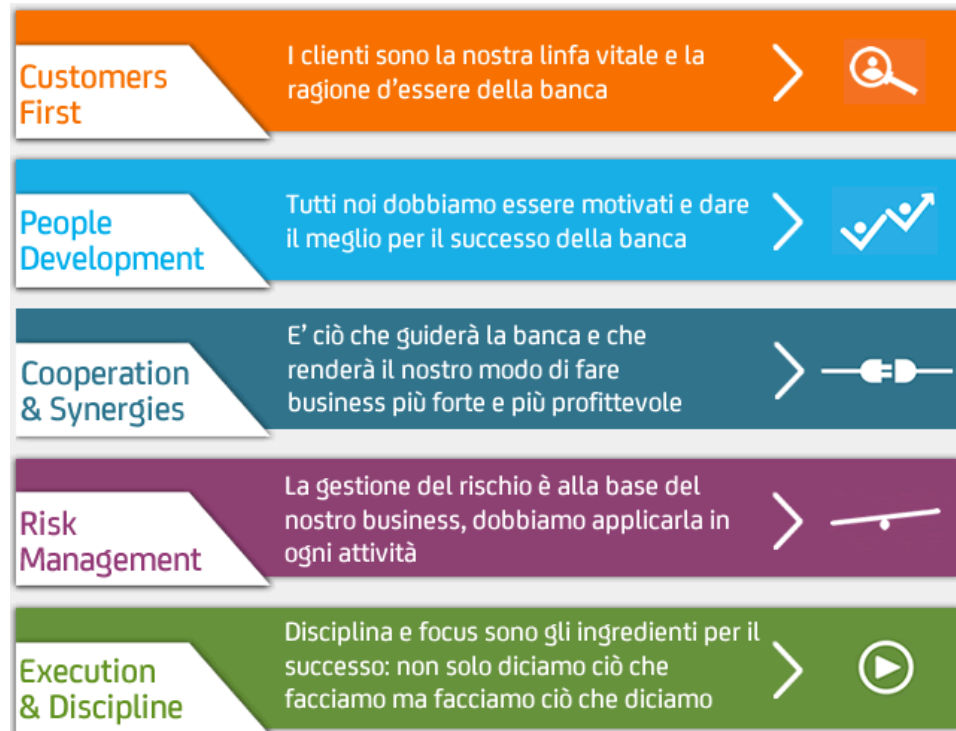 Customers
First
I clienti sono la nostra linfa vitale e la
ragione d'essere della banca
People
Development
Tutti noi dobbiamo essere motivati e dare
il meglio per il successo della banca
Cooperation
& Synergies
E' ciò che guiderà la banca e che
renderà il nostro modo di fare
business più forte e più profittevole
Risk
Management
La gestione del rischio è alla base del
nostro business, dobbiamo applicarla in
ogni attività
Execution
& Discipline
Disciplina e focus sono gli ingredienti per il
successo: non solo diciamo ciò che
facciamo ma facciamo ciò che diciamo